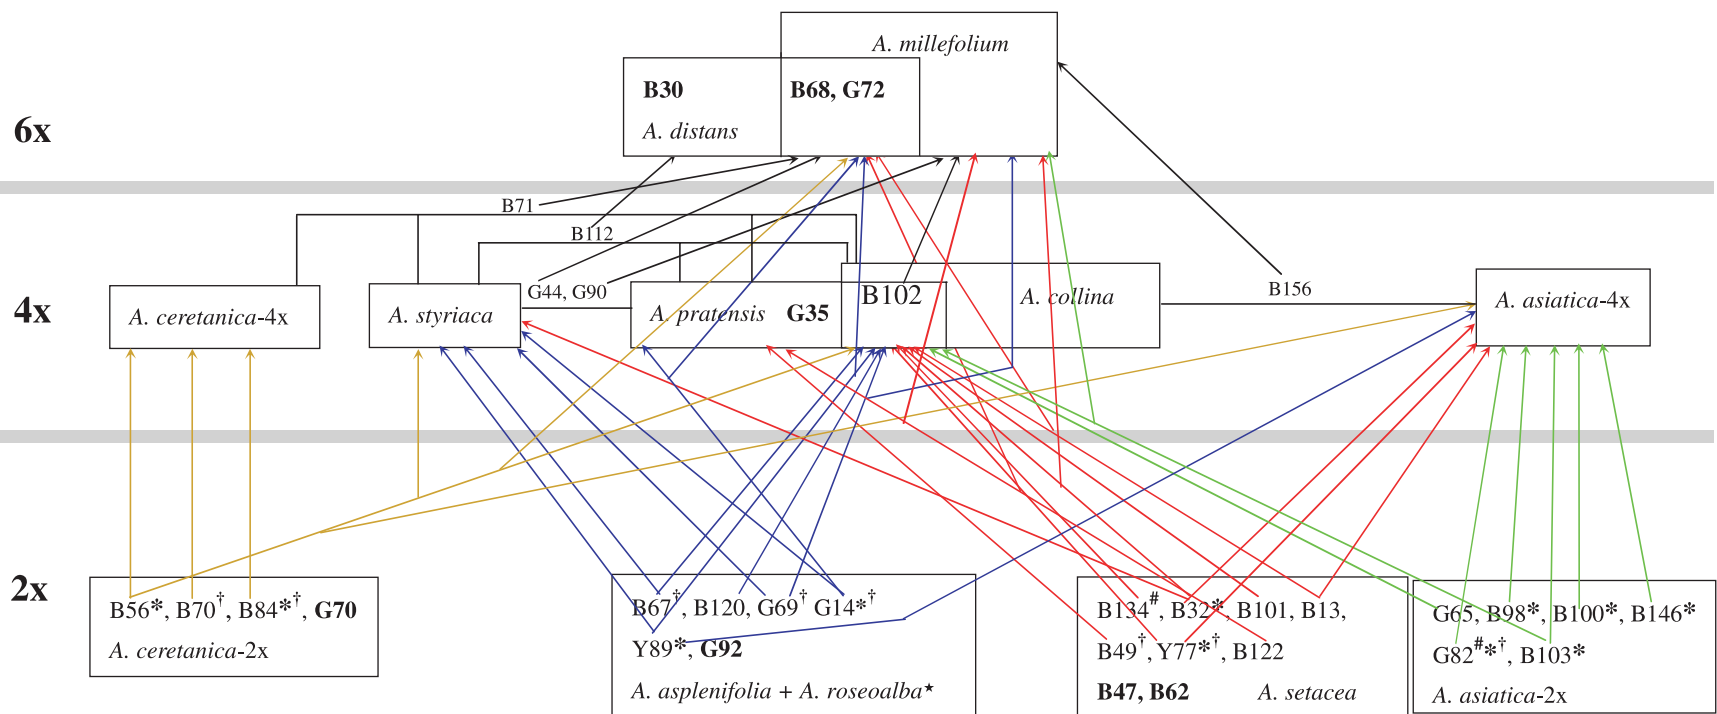 A. millefolium
B30
B68, G72
A. distans
6x
B71
B112
G44, G90
B102
B156
4x
A. ceretanica-4x
A. styriaca
A. pratensis G35
A. collina
A. asiatica-4x
2x
B56*, B70†, B84*†, G70
A. ceretanica-2x
B67†, B120, G69† G14*†
Y89*, G92
A. asplenifolia + A. roseoalba★
B134#, B32*, B101, B13,
B49†, Y77*†, B122
B47, B62 A. setacea
G65, B98*, B100*, B146*
G82#*†, B103*
A. asiatica-2x